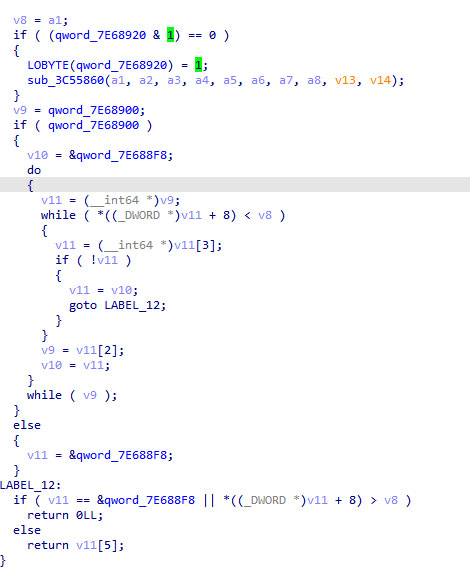 v8 = a1;
if ( (qword_7E68920 & 1) == 0 )
{
LOBYTE(qword_7E68920) = 1;
sub_3C55860(a1, a2, a3, a4, a5, a6, a7, a8, v13, v14);
}
v9 = qword_7E68900;
if ( qword_7E68900 )
{
v10 = &qword_7E688F8;
do
{
v11 = (__int64 *)v9;
while ( *((_DWORD *)v11 + 8) < v8 )
{
v11 = (__int64 *)v11[3];
if ( !v11 )
{
v11 = v10;
goto LABEL_12;
}
}
v9 = v11[2];
v10 = v11;
}
while ( v9 );
}
else
{
v11 = &qword_7E688F8;
}
LABEL_12:
if ( v11 == &qword_7E688F8 || *((_DWORD *)v11 + 8) > v8 )
return 0LL;
else
return v11[5];
}